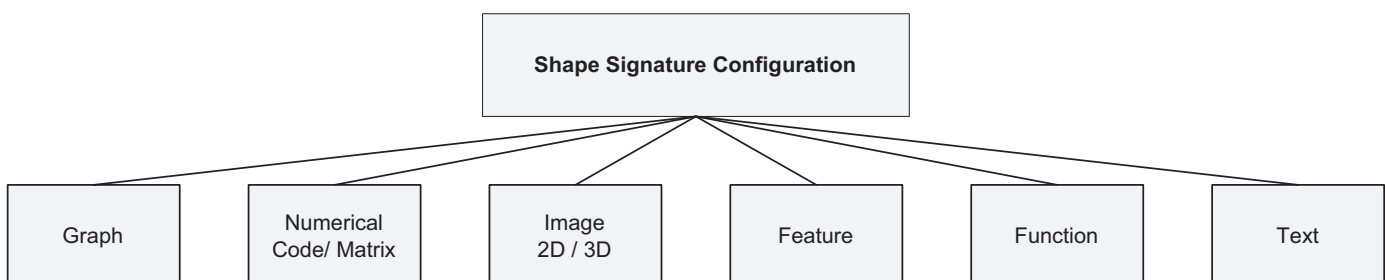 Shape Signature Configuration
Graph
Numerical
Code/ Matrix
Image
2D / 3D
Feature
Function
Text